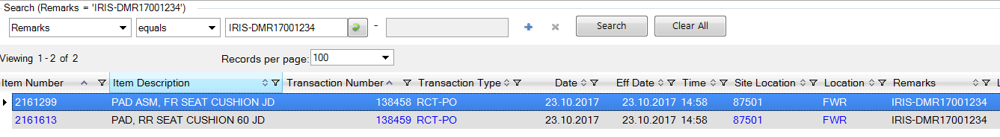 Search (Remarks = 'IRIS-DMR17001234')
Remarks equals IRIS-DMR17001234 - Search Clear All
Viewing 1 - 2 of 2 Records per page: 100
Item Number Item Description Transaction Number Transaction Type Date Eff Date Time Site Location Location Remarks L
2161299 PAD ASM, FR SEAT CUSHION JD 138458 RCT-PO 23.10.2017 23.10.2017 14:58 87501 FWR IRIS-DMR17001234
2161613 PAD, RR SEAT CUSHION 60 JD 138459 RCT-PO 23.10.2017 23.10.2017 14:58 87501 FWR IRIS-DMR17001234